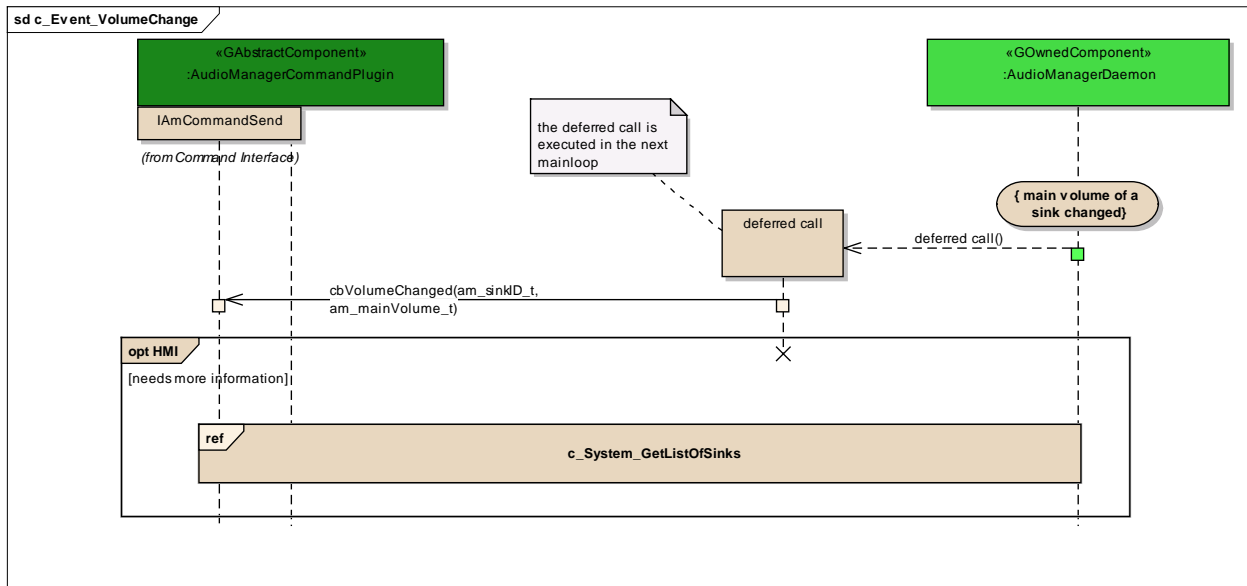 sd c_Event_VolumeChange
«GAbstractComponent»
:AudioManagerCommandPlugin
«GOwnedComponent»
:AudioManagerDaemon
IAmCommandSend
(from Command Interface)
the deferred call is
executed in the next
mainloop
{ main volume of a
sink changed}
deferred call
deferred call()
cbVolumeChanged(am_sinkID_t,
am_mainVolume_t)
opt HMI
[needs more information]
ref
c_System_GetListOfSinks